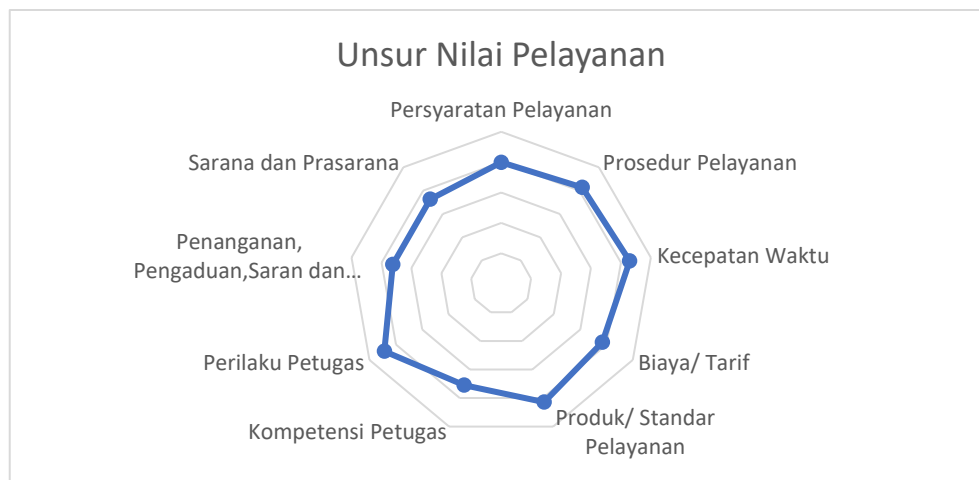 Unsur Nilai Pelayanan
Persyaratan Pelayanan
Prosedur Pelayanan
Kecepatan Waktu
Biaya/ Tarif
Produk/ Standar
Pelayanan
Kompetensi Petugas
Perilaku Petugas
Penanganan,
Pengaduan,Saran dan…
Sarana dan Prasarana